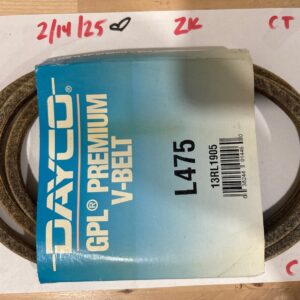 2/14/25 ZK CT
DAYCO®
GPL® PREMIUM
V-BELT
L475
13RL1905
C